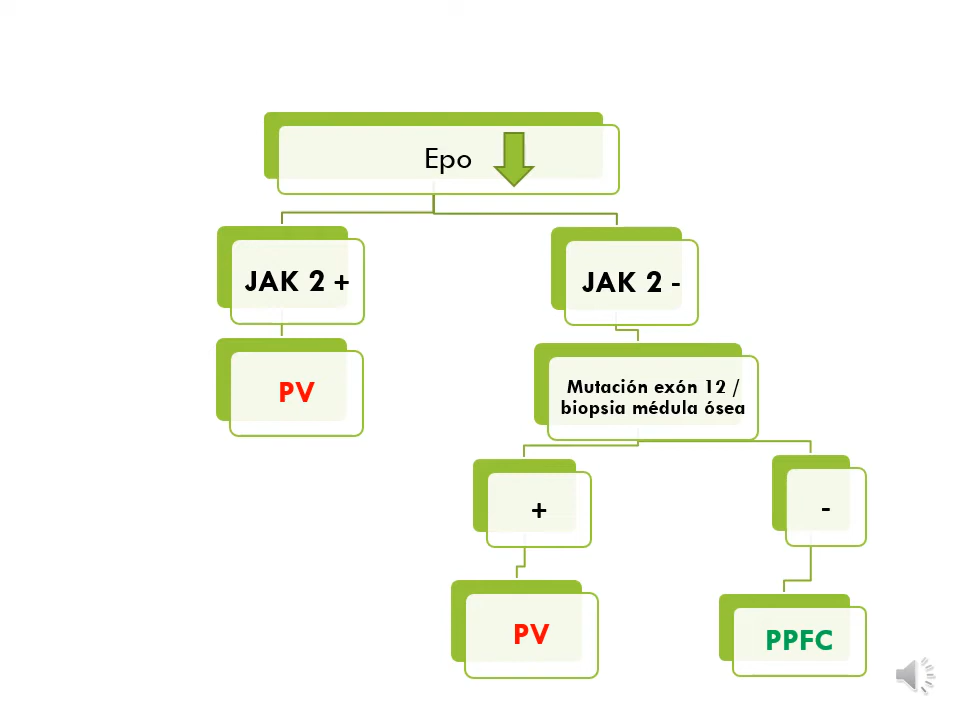 Epo
JAK 2 +
JAK 2 -
PV
Mutación exón 12 /
biopsia médula ósea
+
-
PV
PPFC